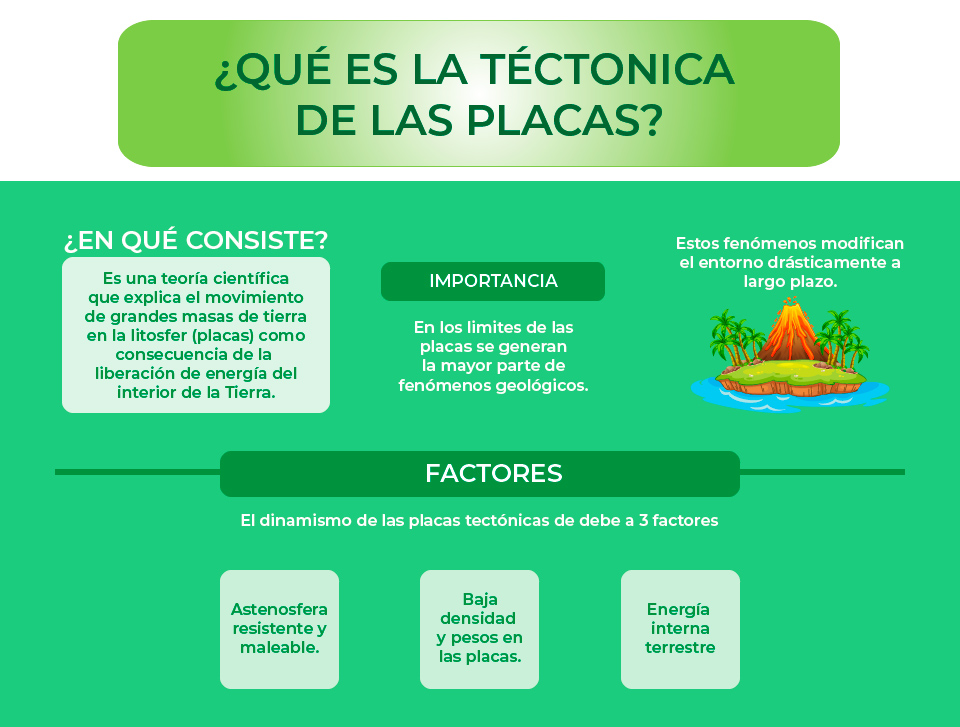 ¿QUÉ ES LA TÉCTONICA
DE LAS PLACAS?
¿EN QUÉ CONSISTE?
Es una teoría científica
que explica el movimiento
de grandes masas de tierra
en la litosfer (placas) como
consecuencia de la
liberación de energía del
interior de la Tierra.
IMPORTANCIA
En los limites de las
placas se generan
la mayor parte de
fenómenos geológicos.
Estos fenómenos modifican
el entorno drásticamente a
largo plazo.
FACTORES
El dinamismo de las placas tectónicas de debe a 3 factores
Astenosfera
resistente y
maleable.
Baja
densidad
y pesos en
las placas.
Energía
interna
terrestre